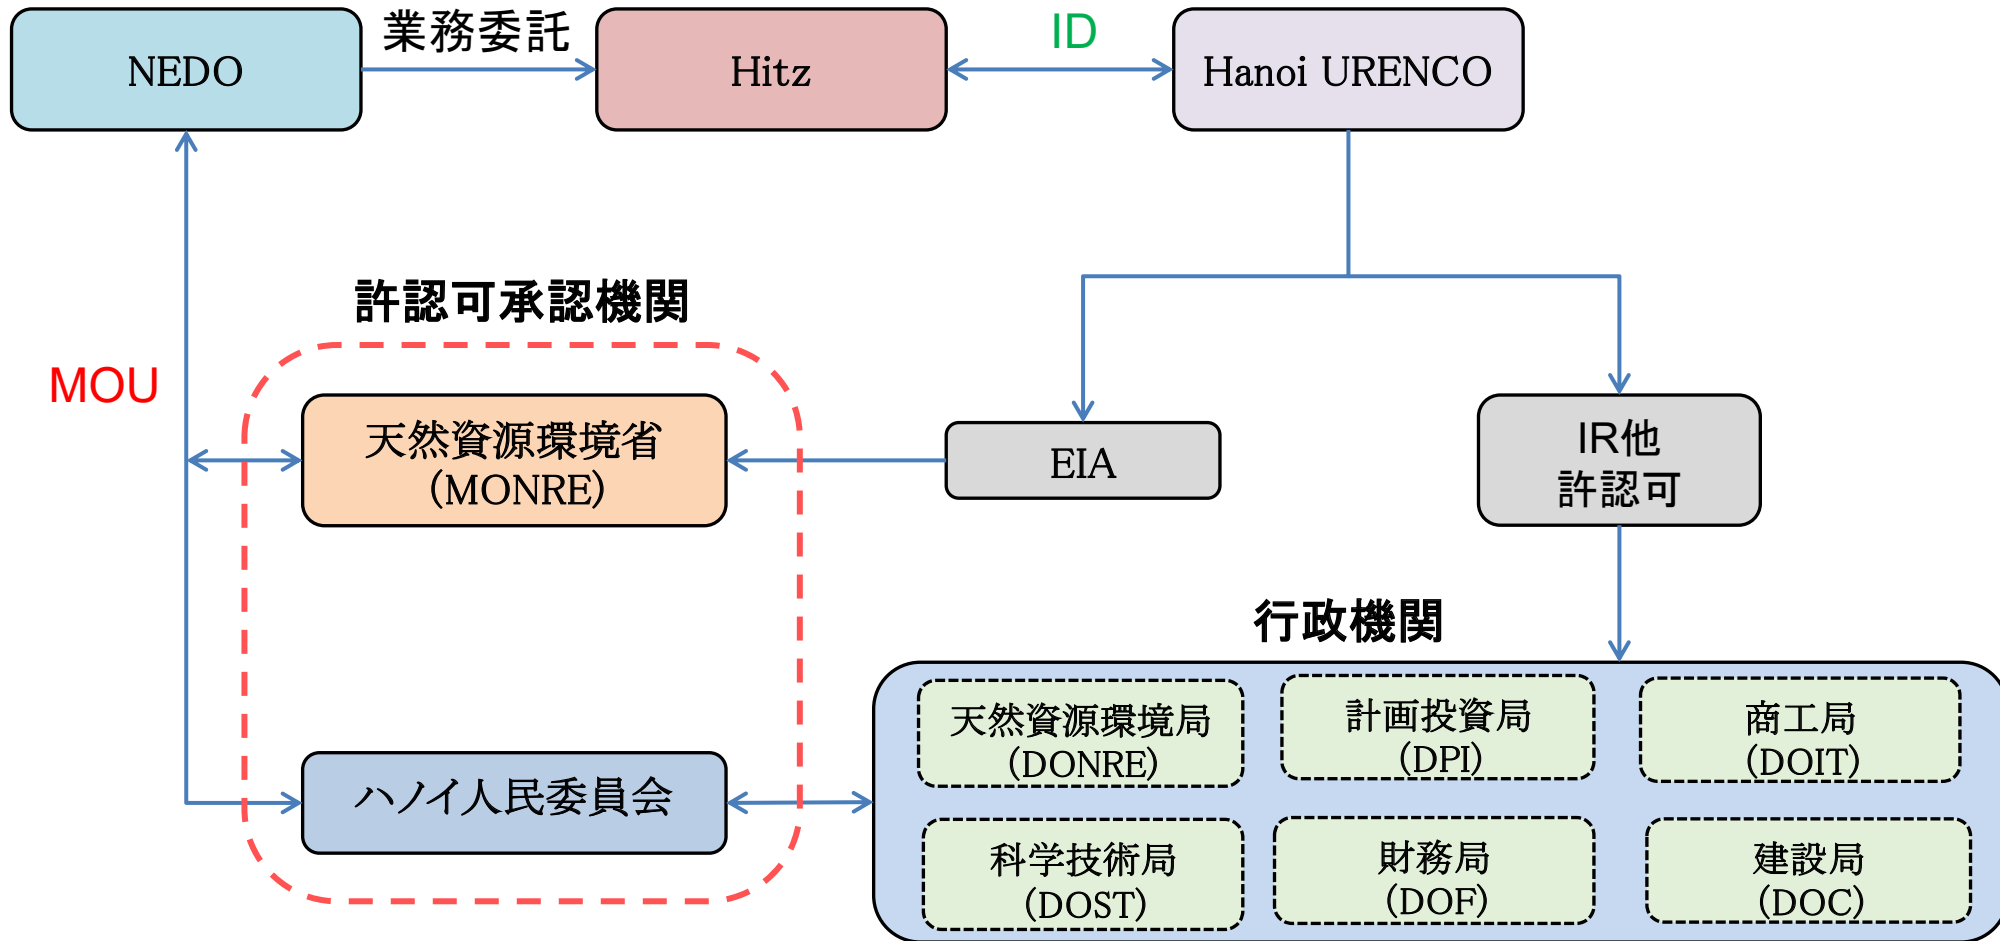 NEDO
業務委託
Hitz
ID
Hanoi URENCO
許認可承認機関
MOU
天然資源環境省
(MONRE)
EIA
IR他
許認可
行政機関
ハノイ人民委員会
天然資源環境局
(DONRE)
計画投資局
(DPI)
商工局
(DOIT)
科学技術局
(DOST)
財務局
(DOF)
建設局
(DOC)